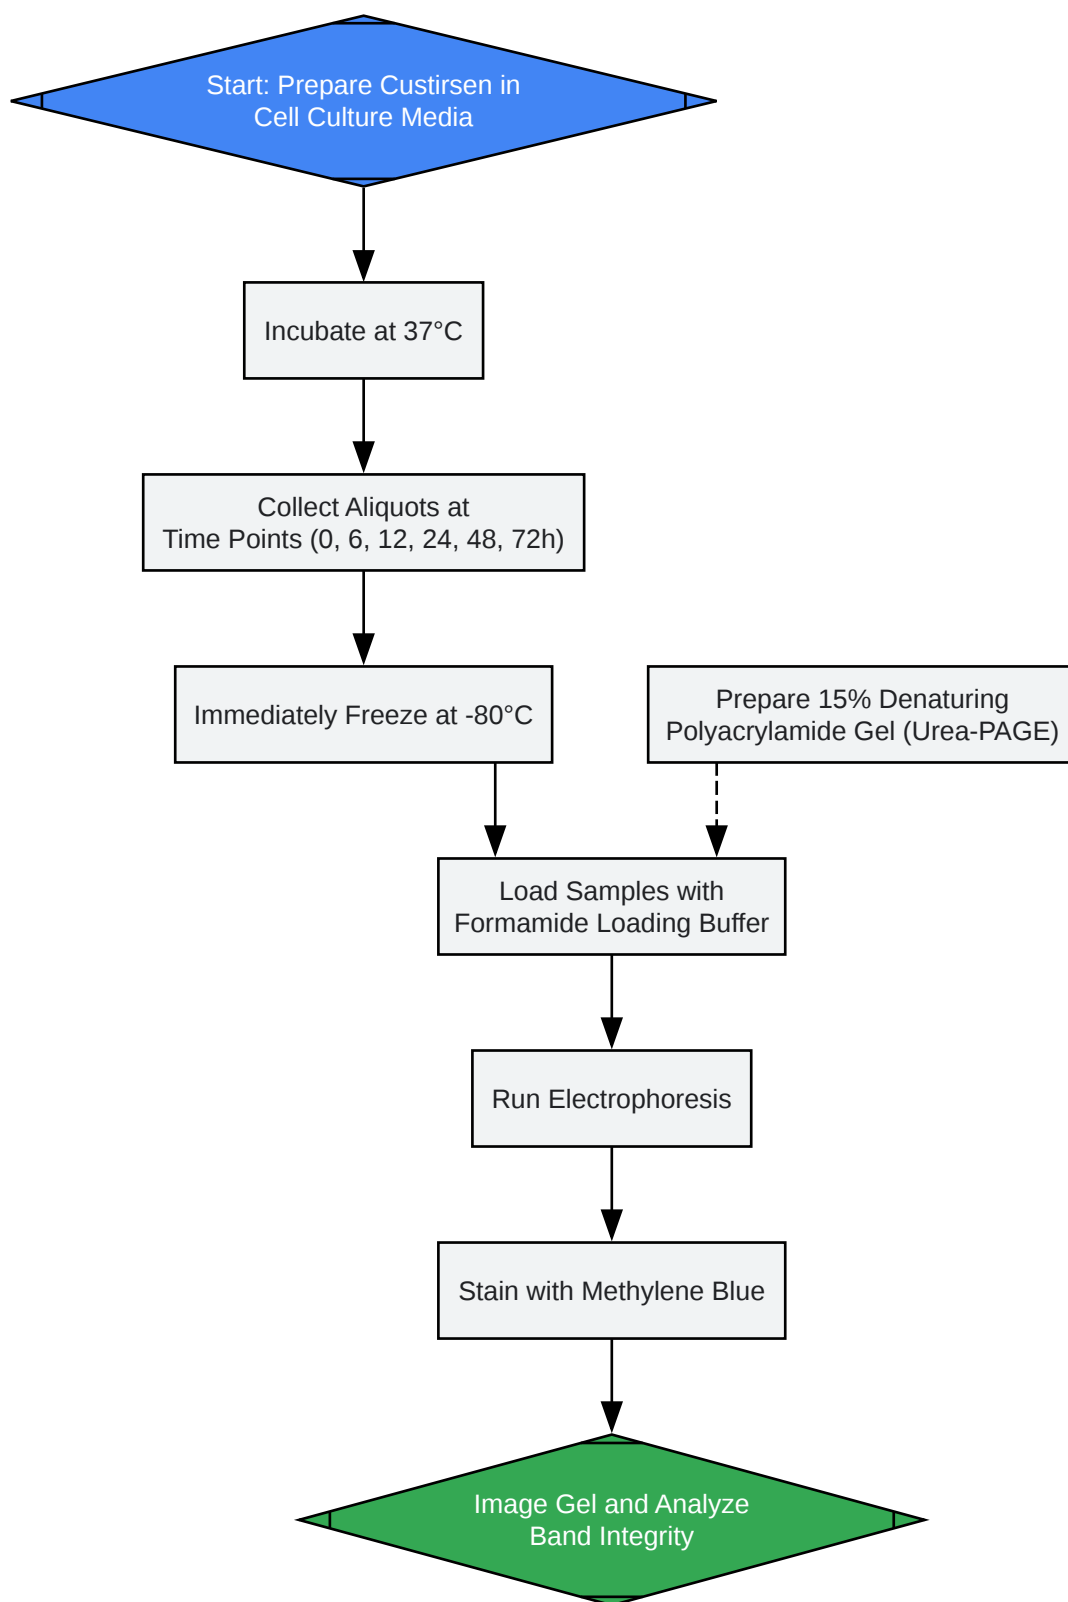 Start: Prepare Custirsen in
Cell Culture Media
Incubate at 37°C
Collect Aliquots at
Time Points (0, 6, 12, 24, 48, 72h)
Immediately Freeze at -80°C
Prepare 15% Denaturing
Polyacrylamide Gel (Urea-PAGE)
Load Samples with
Formamide Loading Buffer
Run Electrophoresis
Stain with Methylene Blue
Image Gel and Analyze
Band Integrity